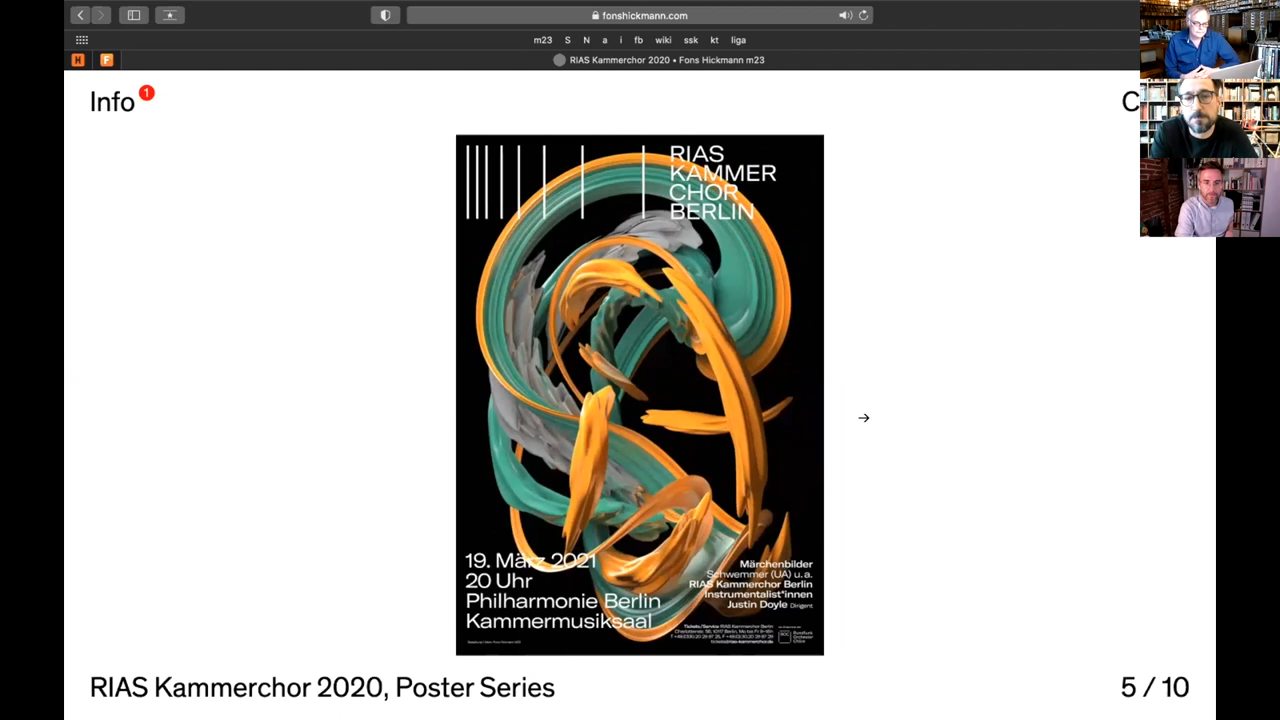 fonshickmann.com
m23 S N a i fb wiki ssk kt liga
H F RIAS Kammerchor 2020 • Fons Hickmann m23
Info 1
C
RIAS
KAMMER
CHOR
BERLIN
19. März 2021
20 Uhr
Philharmonie Berlin
Kammermusiksaal
Märchenbilder
Schwemmer (UA) u.a.
RIAS Kammerchor Berlin
Instrumentalist*innen
Justin Doyle Dirigent
Tickets/Service RIAS Kammerchor Berlin
RIAS Kammerchor 2020, Poster Series
5 / 10